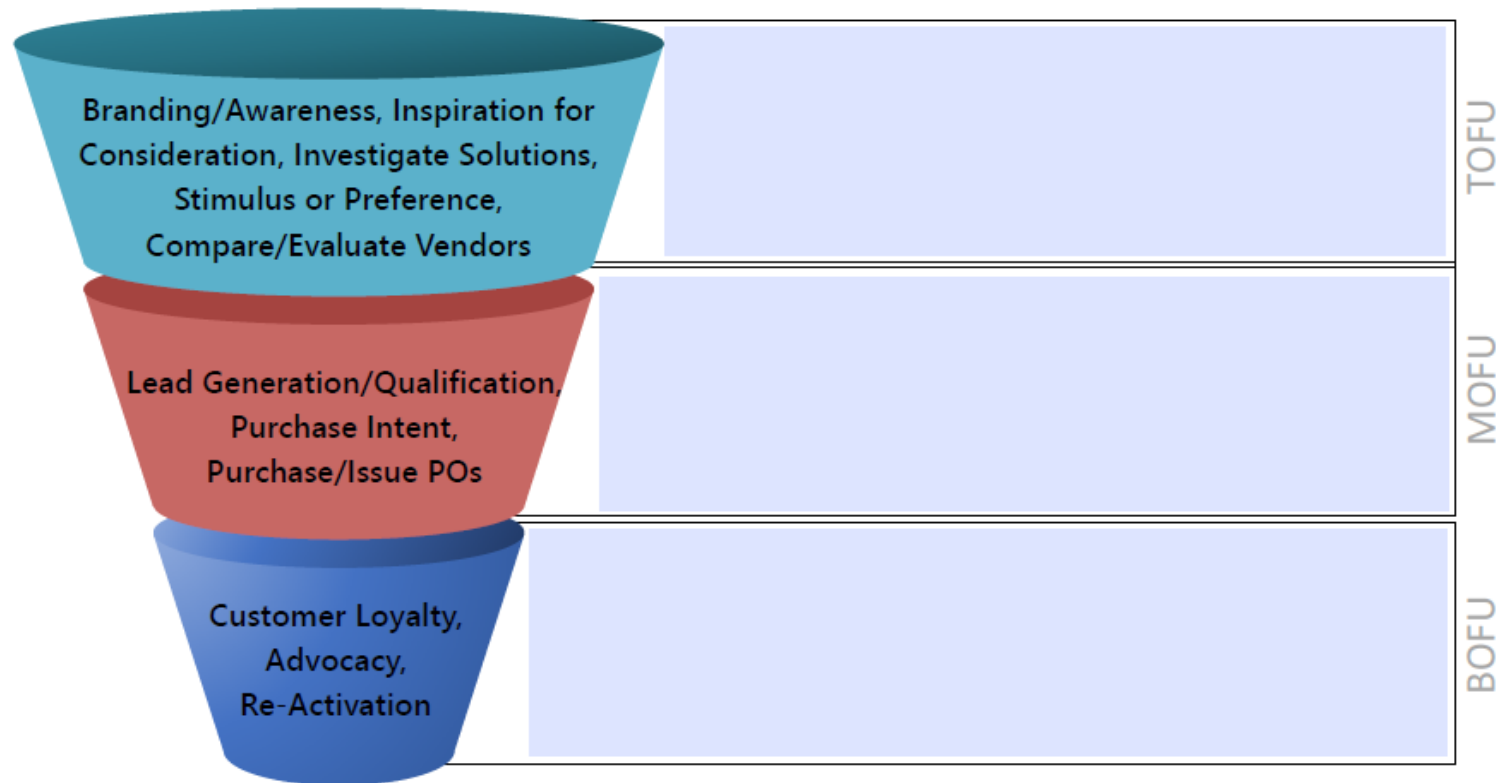 Branding/Awareness, Inspiration for
Consideration, Investigate Solutions,
Stimulus or Preference,
Compare/Evaluate Vendors
TOFU
Lead Generation/Qualification,
Purchase Intent,
Purchase/Issue POs
MOFU
Customer Loyalty,
Advocacy,
Re-Activation
BOFU